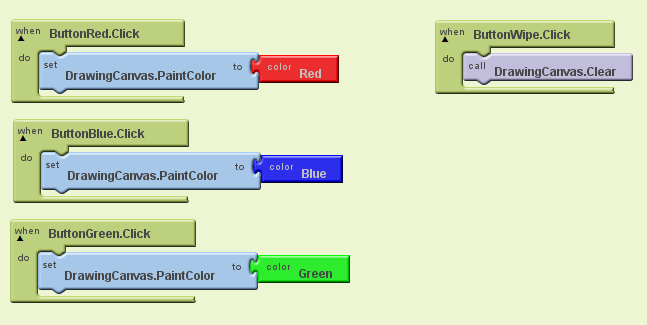 when ButtonRed.Click
do set DrawingCanvas.PaintColor to color Red
when ButtonBlue.Click
do set DrawingCanvas.PaintColor to color Blue
when ButtonGreen.Click
do set DrawingCanvas.PaintColor to color Green
when ButtonWipe.Click
do call DrawingCanvas.Clear